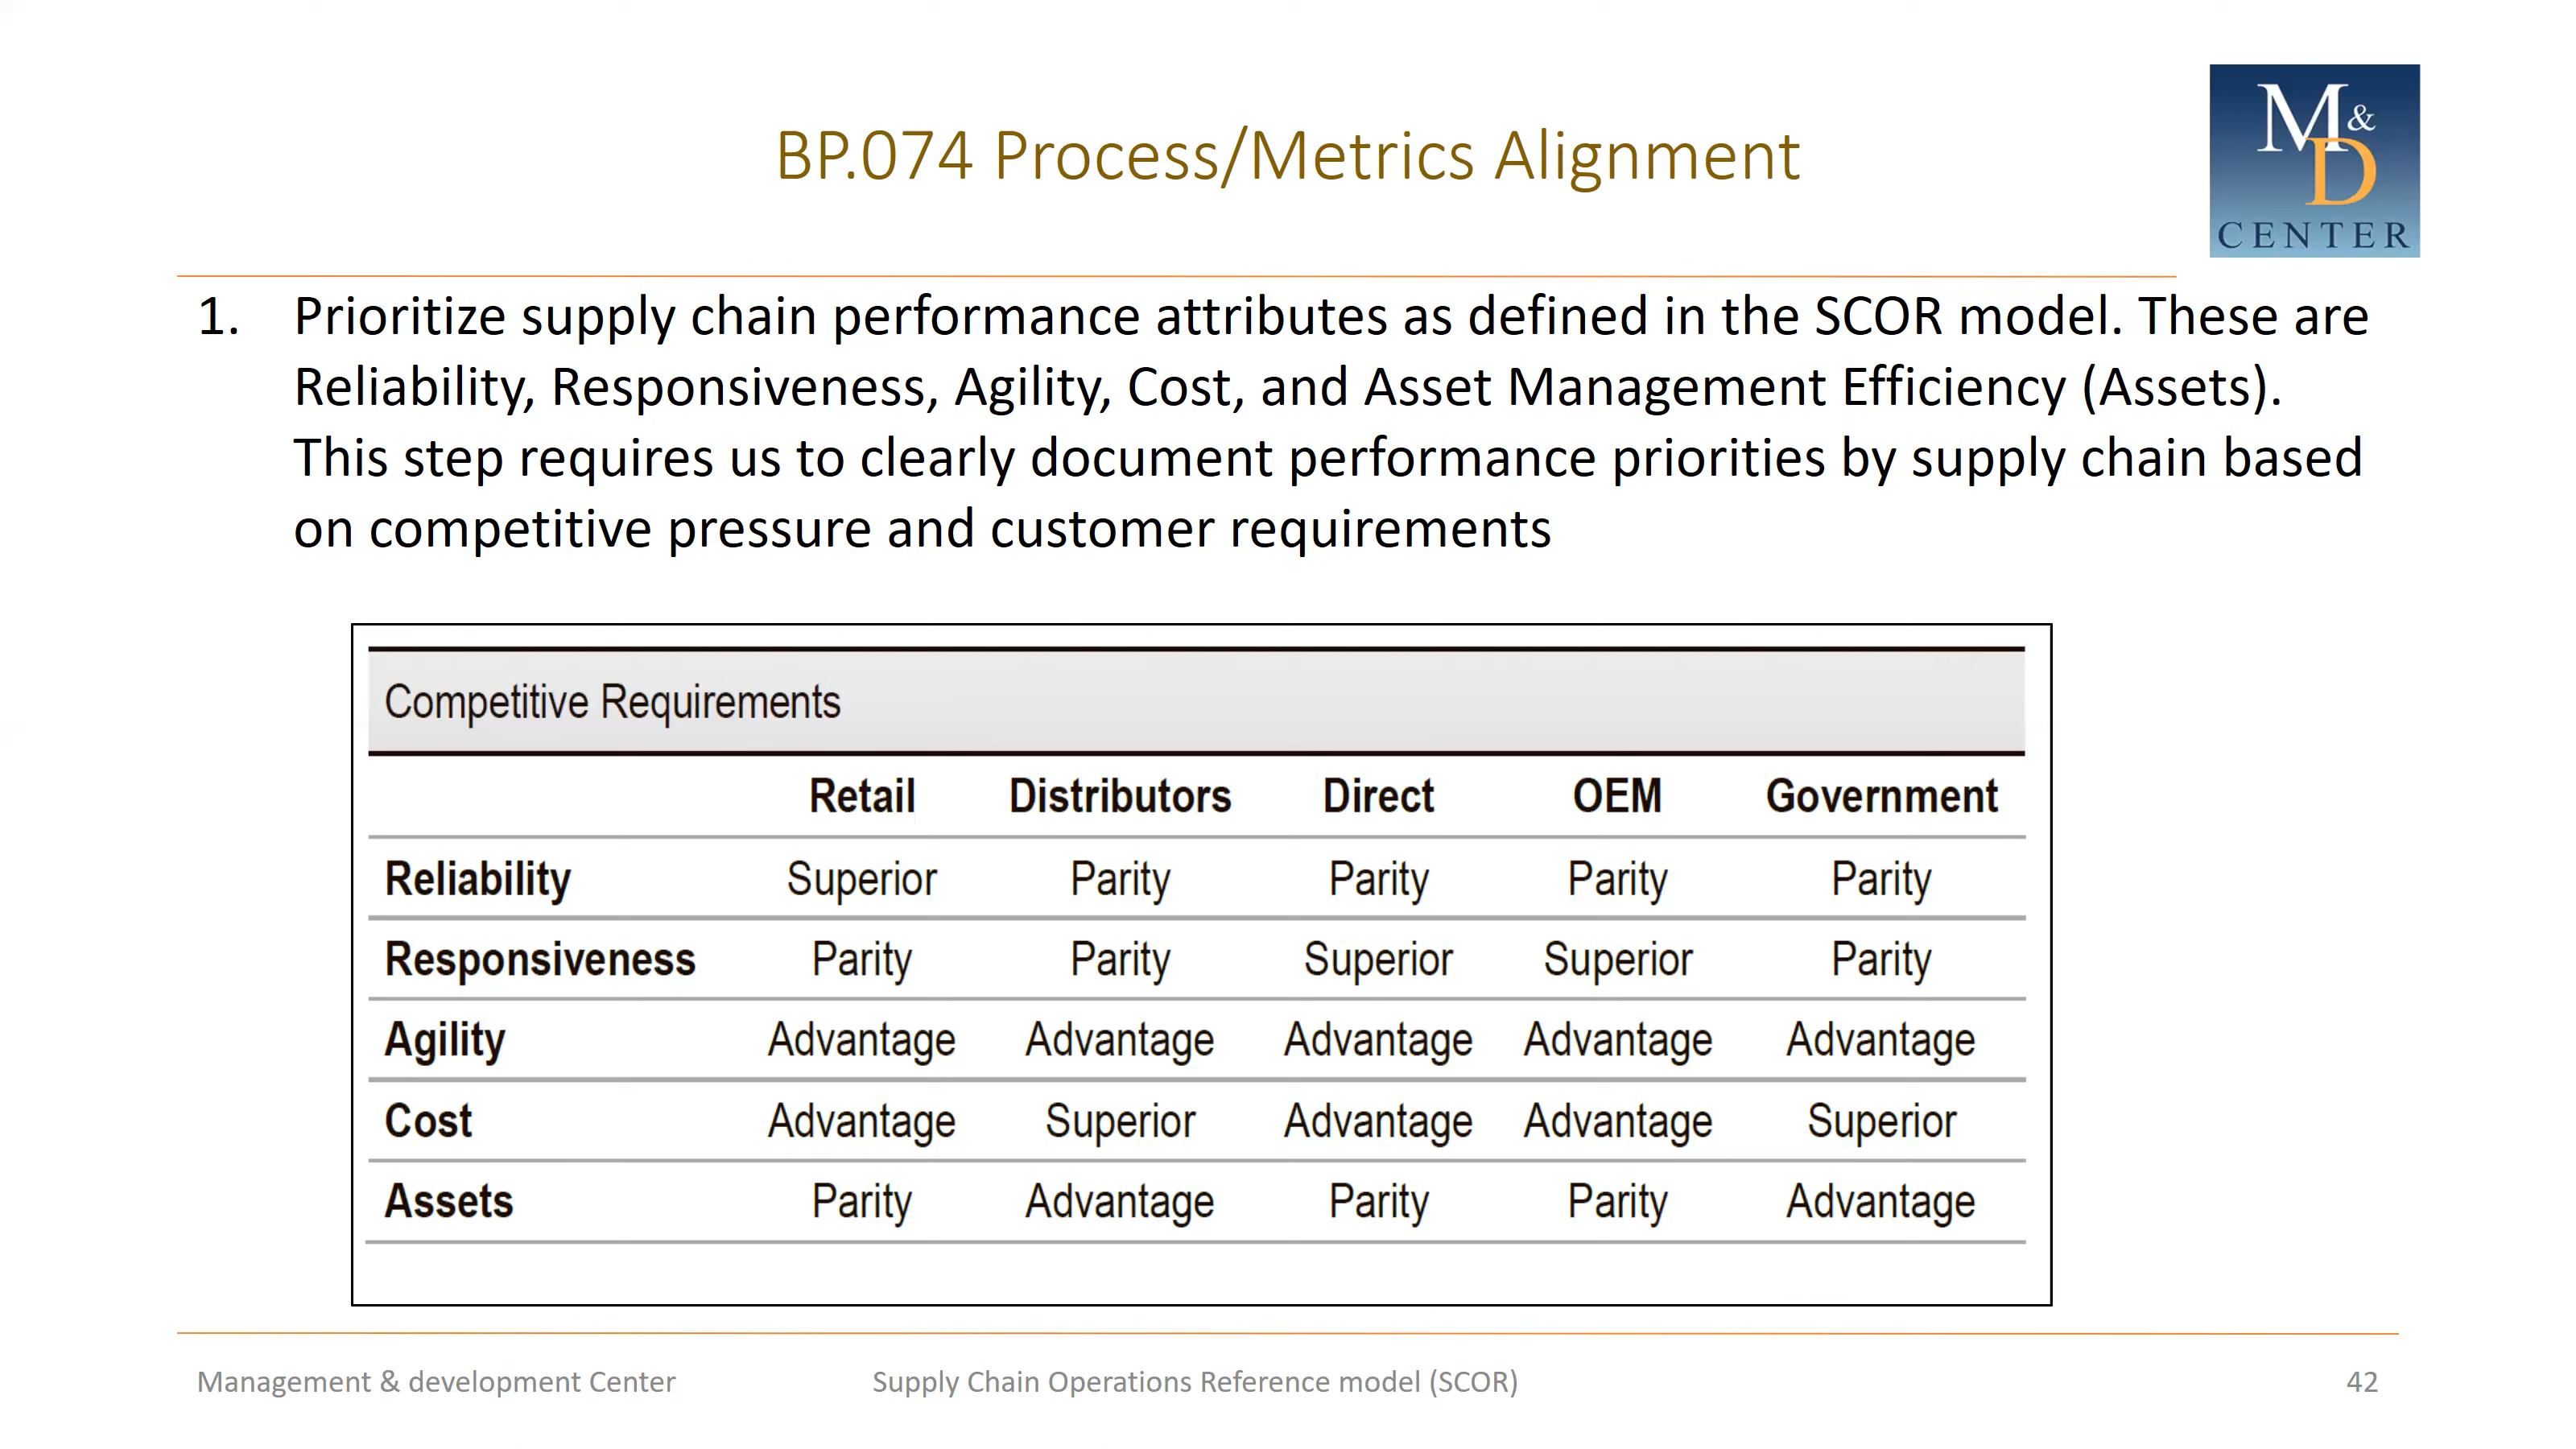 BP.074 Process/Metrics Alignment
M&D
CENTER
1. Prioritize supply chain performance attributes as defined in the SCOR model. These are
Reliability, Responsiveness, Agility, Cost, and Asset Management Efficiency (Assets).
This step requires us to clearly document performance priorities by supply chain based
on competitive pressure and customer requirements
Competitive Requirements
Retail Distributors Direct OEM Government
Reliability Superior Parity Parity Parity Parity
Responsiveness Parity Parity Superior Superior Parity
Agility Advantage Advantage Advantage Advantage Advantage
Cost Advantage Superior Advantage Advantage Superior
Assets Parity Advantage Parity Parity Advantage
Management & development Center Supply Chain Operations Reference model (SCOR) 42